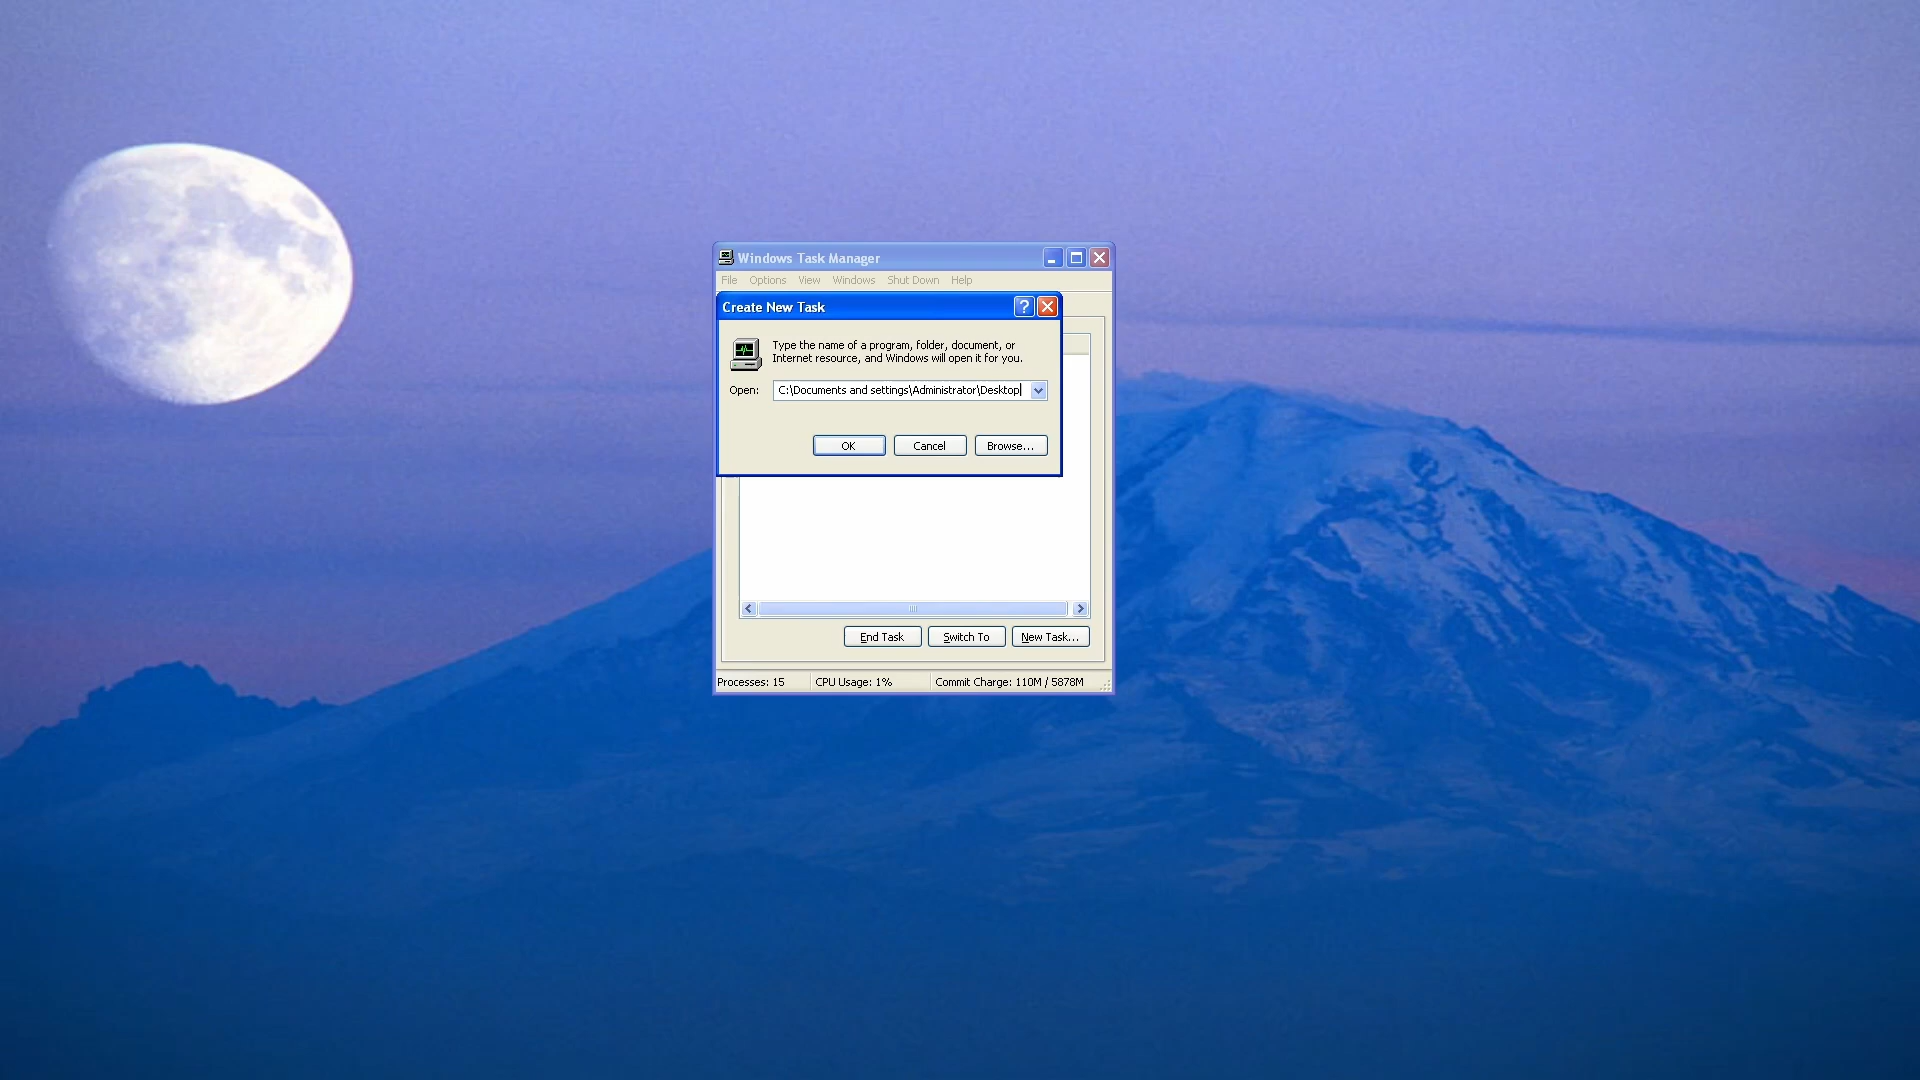 Windows Task Manager
File Options View Windows Shut Down Help
Create New Task
Type the name of a program, folder, document, or
Internet resource, and Windows will open it for you.
Open: C:\Documents and settings\Administrator\Desktop
OK Cancel Browse...
End Task Switch To New Task...
Processes: 15 CPU Usage: 1% Commit Charge: 110M / 5878M